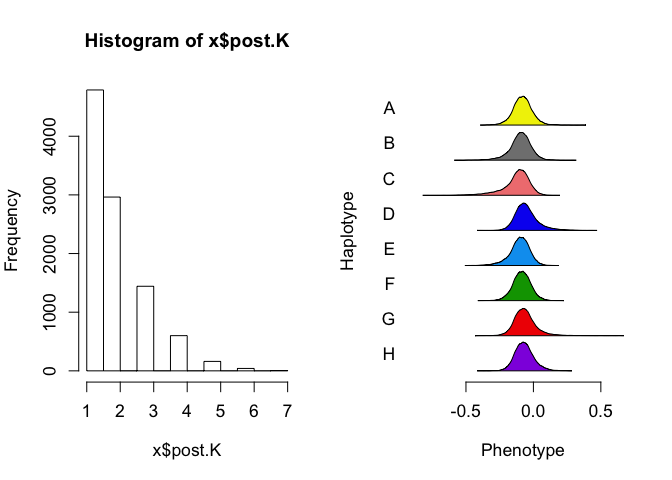 Histogram of x$post.K
Frequency
0
1000
2000
3000
4000
1 2 3 4 5 6 7
x$post.K
Haplotype
A
B
C
D
E
F
G
H
-0.5 0.0 0.5
Phenotype